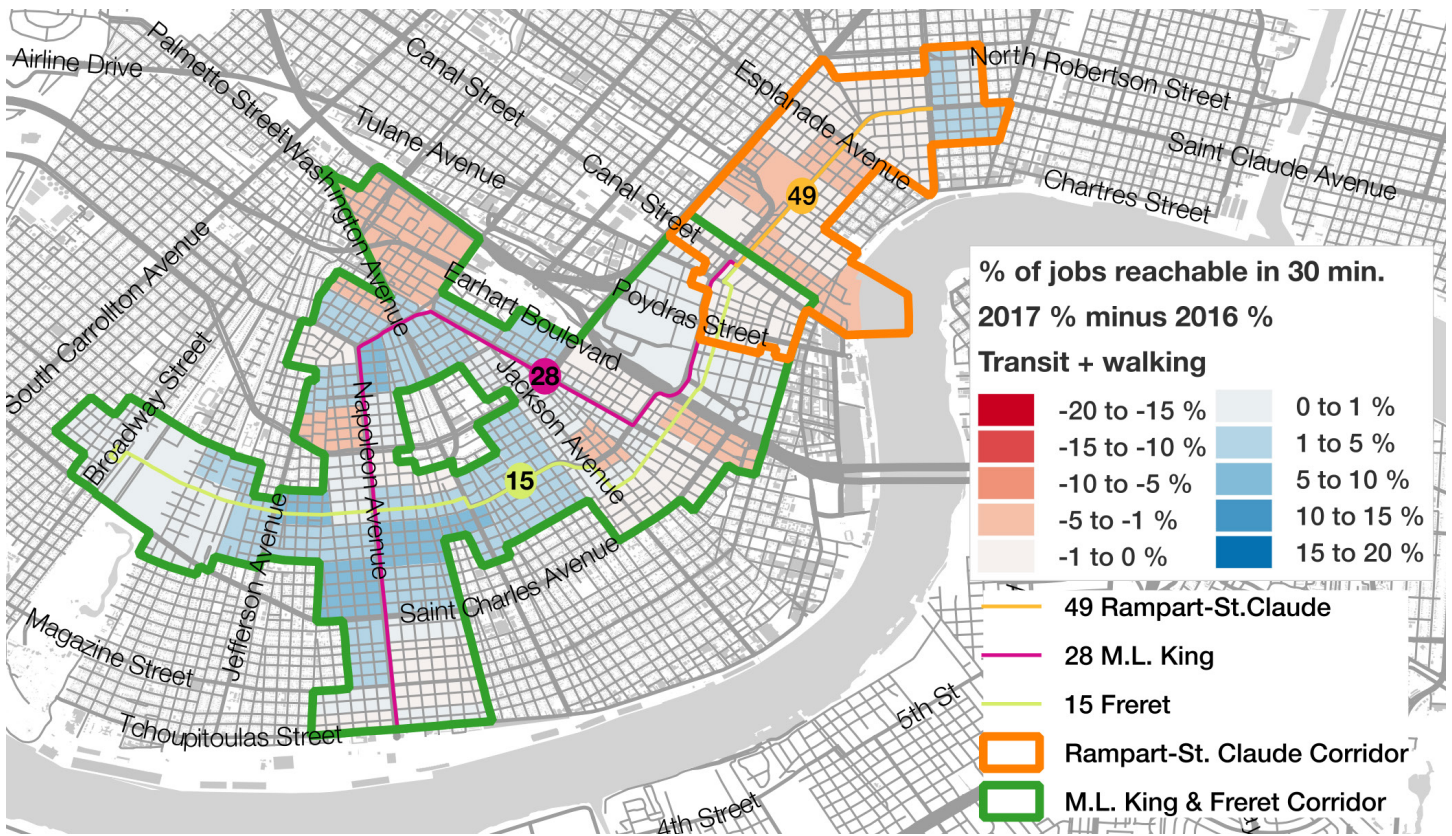 Airline Drive
Palmetto Street
Washington Avenue
Canal Street
Tulane Avenue
Canal Street
Esplanade Avenue
North Robertson Street
Saint Claude Avenue
Chartres Street
South Carrollton Avenue
Broadway Street
Earhart Boulevard
Poydras Street
Jackson Avenue
Napoleon Avenue
Jefferson Avenue
Saint Charles Avenue
Magazine Street
Tchoupitoulas Street
5th St
4th Street
49
28
15
% of jobs reachable in 30 min.
2017 % minus 2016 %
Transit + walking
-20 to -15 %
-15 to -10 %
-10 to -5 %
-5 to -1 %
-1 to 0 %
0 to 1 %
1 to 5 %
5 to 10 %
10 to 15 %
15 to 20 %
49 Rampart-St.Claude
28 M.L. King
15 Freret
Rampart-St. Claude Corridor
M.L. King & Freret Corridor